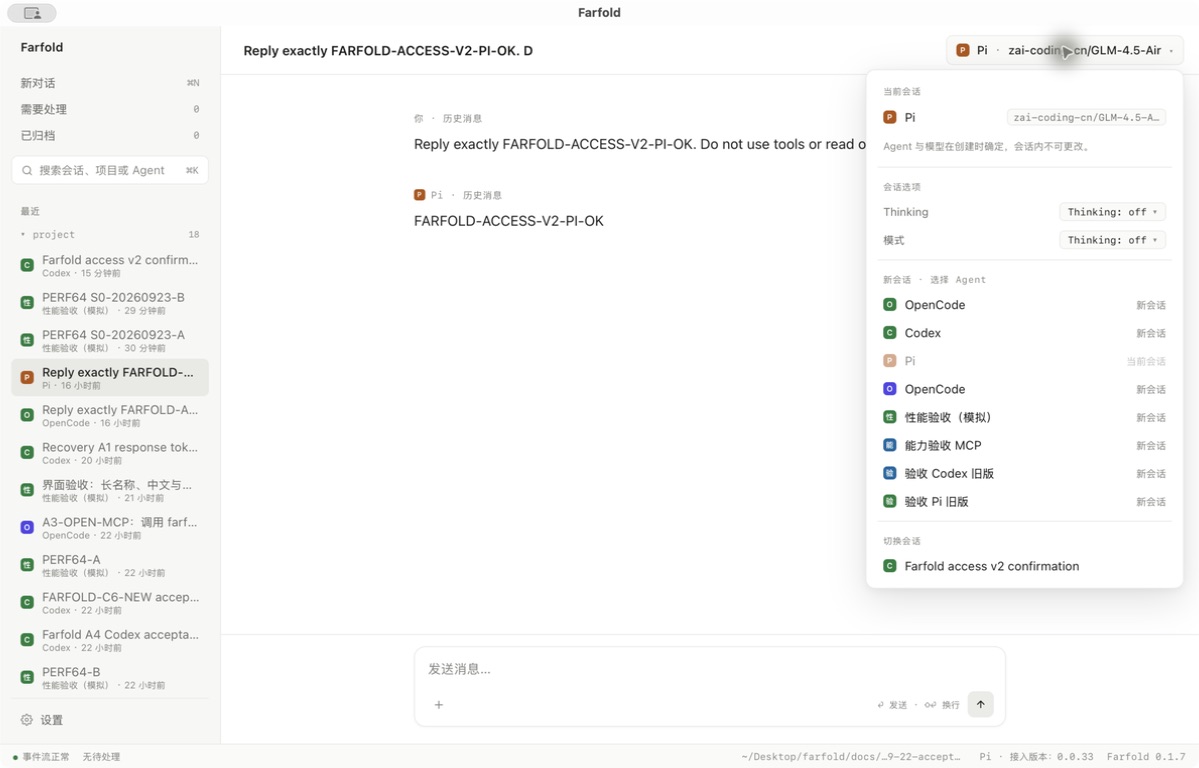 Farfold
Farfold
新对话 ⌘N
需要处理 0
已归档 0
搜索会话、项目或 Agent ⌘K
最近
project 18
C Farfold access v2 confirm…
Codex · 15 分钟前
性 PERF64 S0-20260923-B
性能验收（模拟） · 29 分钟前
性 PERF64 S0-20260923-A
性能验收（模拟） · 30 分钟前
P Reply exactly FARFOLD-…
Pi · 16 小时前
O Reply exactly FARFOLD-A…
OpenCode · 16 小时前
C Recovery A1 response tok…
Codex · 20 小时前
性 界面验收：长名称、中文与…
性能验收（模拟） · 21 小时前
O A3-OPEN-MCP：调用 farf…
OpenCode · 22 小时前
性 PERF64-A
性能验收（模拟） · 22 小时前
C FARFOLD-C6-NEW accep…
Codex · 22 小时前
C Farfold A4 Codex accepta…
Codex · 22 小时前
性 PERF64-B
性能验收（模拟） · 22 小时前
设置
Reply exactly FARFOLD-ACCESS-V2-PI-OK. D
P Pi · zai-coding-cn/GLM-4.5-Air
你 · 历史消息
Reply exactly FARFOLD-ACCESS-V2-PI-OK. Do not use tools or read o
P Pi · 历史消息
FARFOLD-ACCESS-V2-PI-OK
当前会话
P Pi zai-coding-cn/GLM-4.5-A…
Agent 与模型在创建时确定，会话内不可更改。
会话选项
Thinking Thinking: off
模式 Thinking: off
新会话 · 选择 Agent
O OpenCode 新会话
C Codex 新会话
P Pi 当前会话
O OpenCode 新会话
性 性能验收（模拟） 新会话
能 能力验收 MCP 新会话
验 验收 Codex 旧版 新会话
验 验收 Pi 旧版 新会话
切换会话
C Farfold access v2 confirmation
发送消息…
+ ↵ 发送 · ⇧↵ 换行
事件流正常 无待处理
~/Desktop/farfold/docs/…9-22-accept… Pi · 接入版本: 0.0.33 Farfold 0.1.7